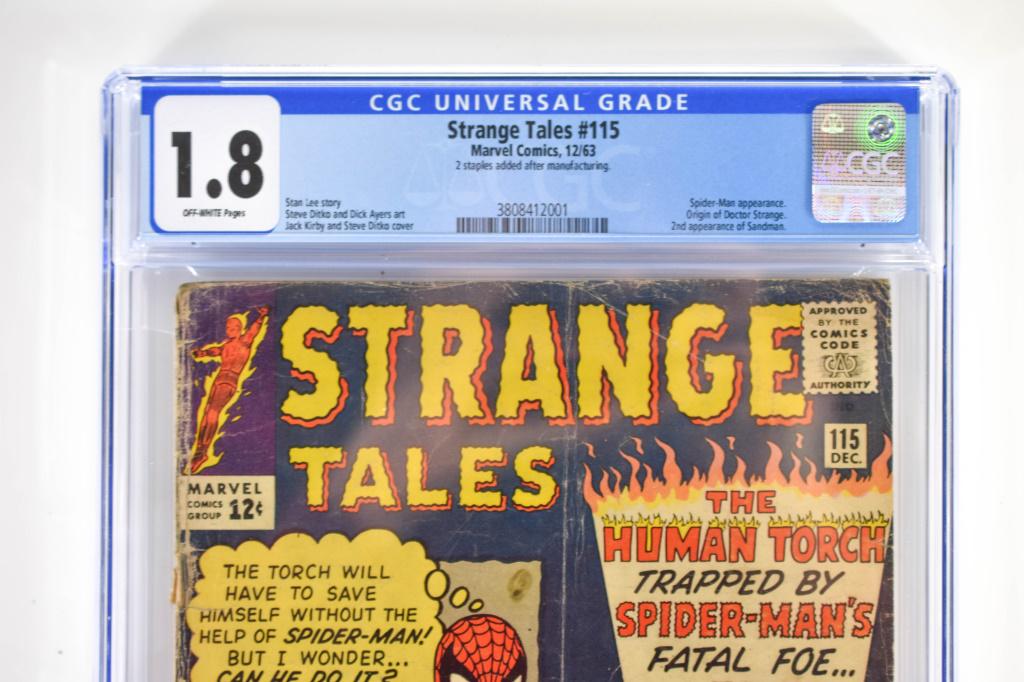 CGC UNIVERSAL GRADE
1.8
OFF-WHITE Pages
Strange Tales #115
Marvel Comics, 12/63
2 staples added after manufacturing.
Stan Lee story
Steve Ditko and Dick Ayers art
Jack Kirby and Steve Ditko cover
3808412001
Spider-Man appearance.
Origin of Doctor Strange.
2nd appearance of Sandman.
CGC
CGC
STRANGE
TALES
APPROVED
BY THE
COMICS
CODE
AUTHORITY
115
DEC.
MARVEL
COMICS
GROUP
12¢
THE
HUMAN TORCH
TRAPPED BY
SPIDER-MAN'S
FATAL FOE...
THE TORCH WILL
HAVE TO SAVE
HIMSELF WITHOUT THE
HELP OF SPIDER-MAN!
BUT I WONDER...
CAN HE DO IT?